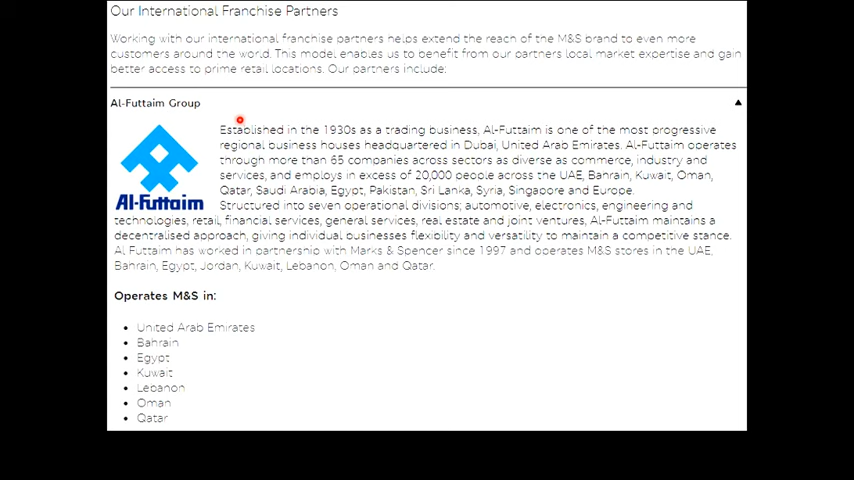 Our International Franchise Partners
Working with our international franchise partners helps extend the reach of the M&S brand to even more
customers around the world. This model enables us to benefit from our partners local market expertise and gain
better access to prime retail locations. Our partners include:
Al-Futtaim Group
Established in the 1930s as a trading business, Al-Futtaim is one of the most progressive
regional business houses headquartered in Dubai, United Arab Emirates. Al-Futtaim operates
through more than 65 companies across sectors as diverse as commerce, industry and
services, and employs in excess of 20,000 people across the UAE, Bahrain, Kuwait, Oman,
Qatar, Saudi Arabia, Egypt, Pakistan, Sri Lanka, Syria, Singapore and Europe.
Al-Futtaim
Structured into seven operational divisions; automotive, electronics, engineering and
technologies, retail, financial services, general services, real estate and joint ventures, Al-Futtaim maintains a
decentralised approach, giving individual businesses flexibility and versatility to maintain a competitive stance.
Al Futtaim has worked in partnership with Marks & Spencer since 1997 and operates M&S stores in the UAE,
Bahrain, Egypt, Jordan, Kuwait, Lebanon, Oman and Qatar.
Operates M&S in:
United Arab Emirates
Bahrain
Egypt
Kuwait
Lebanon
Oman
Qatar